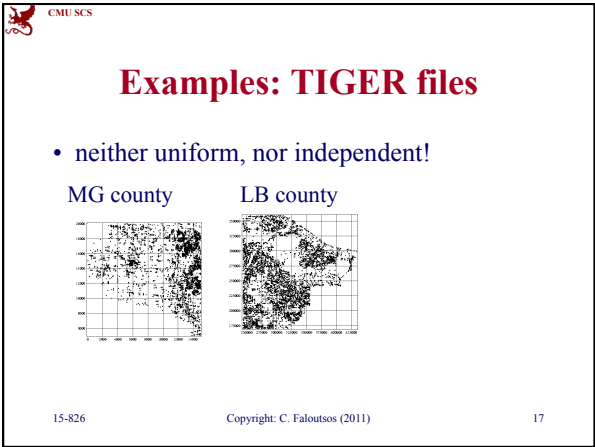 CMU SCS
Examples: TIGER files
• neither uniform, nor independent!
MG county LB county
15-826 Copyright: C. Faloutsos (2011) 17